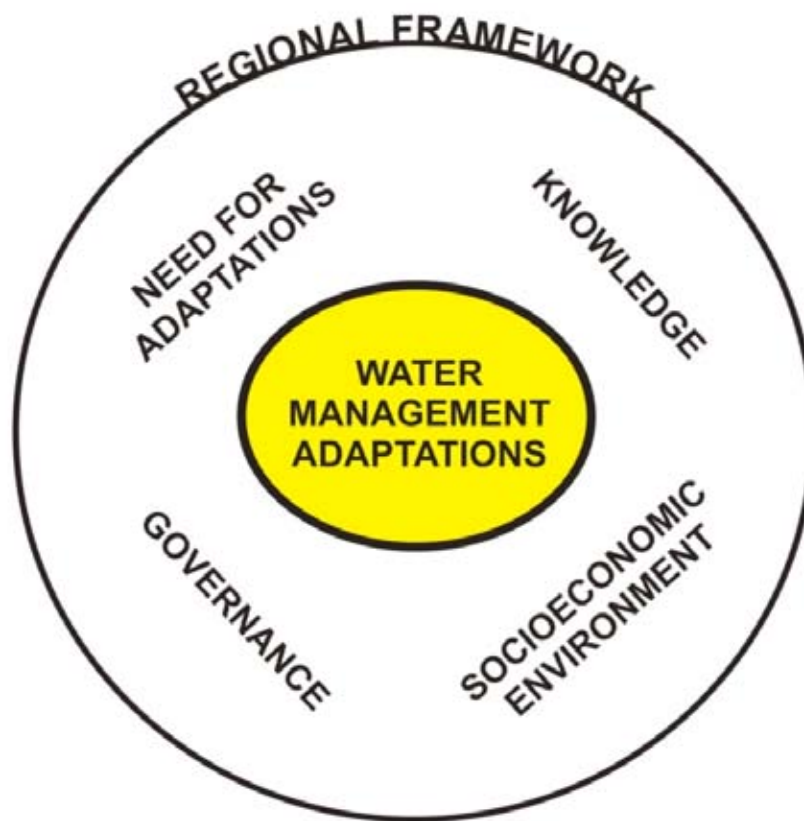 REGIONAL FRAMEWORK
NEED FOR
ADAPTATIONS
KNOWLEDGE
WATER
MANAGEMENT
ADAPTATIONS
GOVERNANCE
SOCIOECONOMIC
ENVIRONMENT